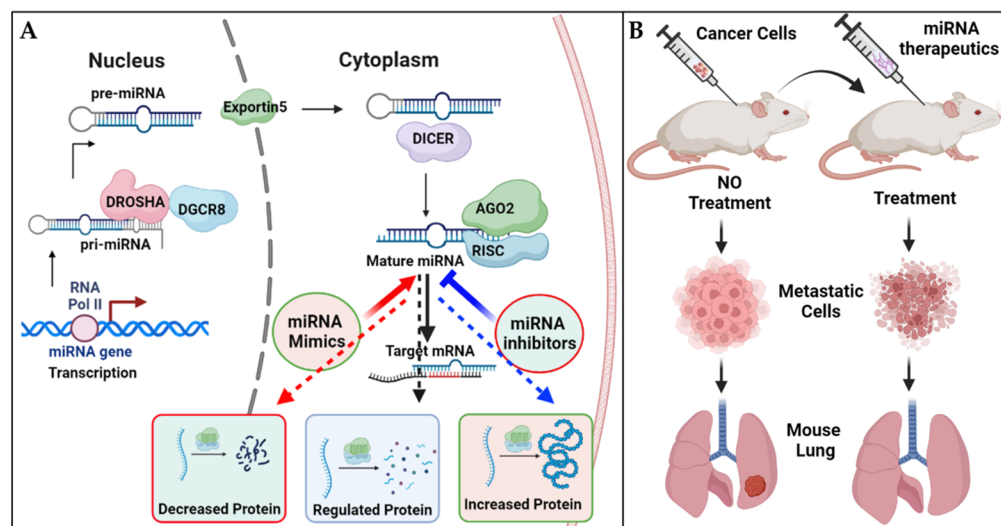 A
Nucleus
Cytoplasm
pre-miRNA
Exportin5
DICER
DROSHA
DGCR8
pri-miRNA
AGO2
RISC
Mature miRNA
RNA
Pol II
miRNA gene
Transcription
miRNA
Mimics
miRNA
inhibitors
Target mRNA
Decreased Protein
Regulated Protein
Increased Protein
B
Cancer Cells
miRNA
therapeutics
NO
Treatment
Treatment
Metastatic
Cells
Mouse
Lung